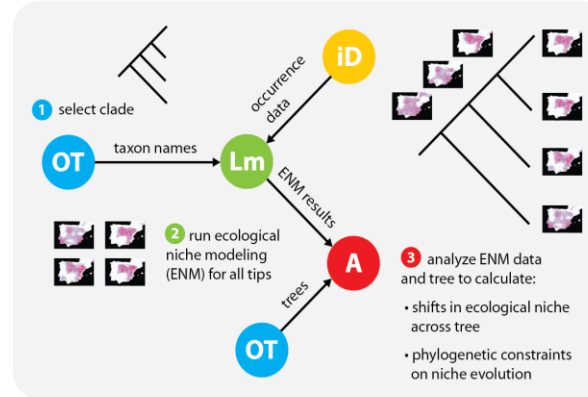 iD
occurrence
data
1 select clade
OT
taxon names
Lm
ENM results
2 run ecological
niche modeling
(ENM) for all tips
A
trees
OT
3 analyze ENM data
and tree to calculate:
• shifts in ecological niche
across tree
• phylogenetic constraints
on niche evolution